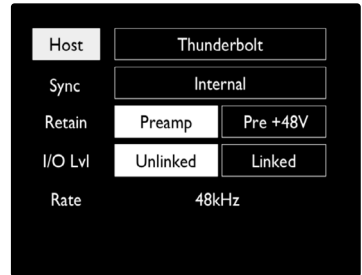 Host Thunderbolt
Sync Internal
Retain Preamp Pre +48V
I/O Lvl Unlinked Linked
Rate 48kHz